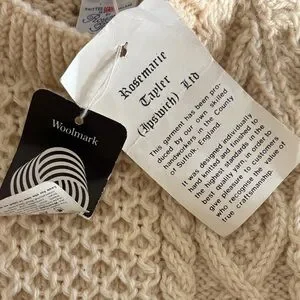 Woolmark
Rosemarie
Tayler
(Ipswich) Ltd
This garment has been pro-
duced by our own skilled
handworkers in the County
of Suffolk, England.
It was designed individually
hand knitted and finished to
the highest standards in the
best quality yarn, in order to
give pleasure to customers
who recognise the value of
true craftsmanship.